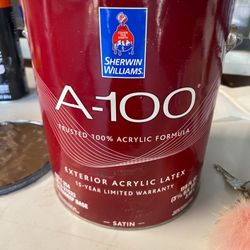 SHERWIN
WILLIAMS
A-100®
TRUSTED 100% ACRYLIC FORMULA
EXTERIOR ACRYLIC LATEX
15-YEAR LIMITED WARRANTY
SATIN